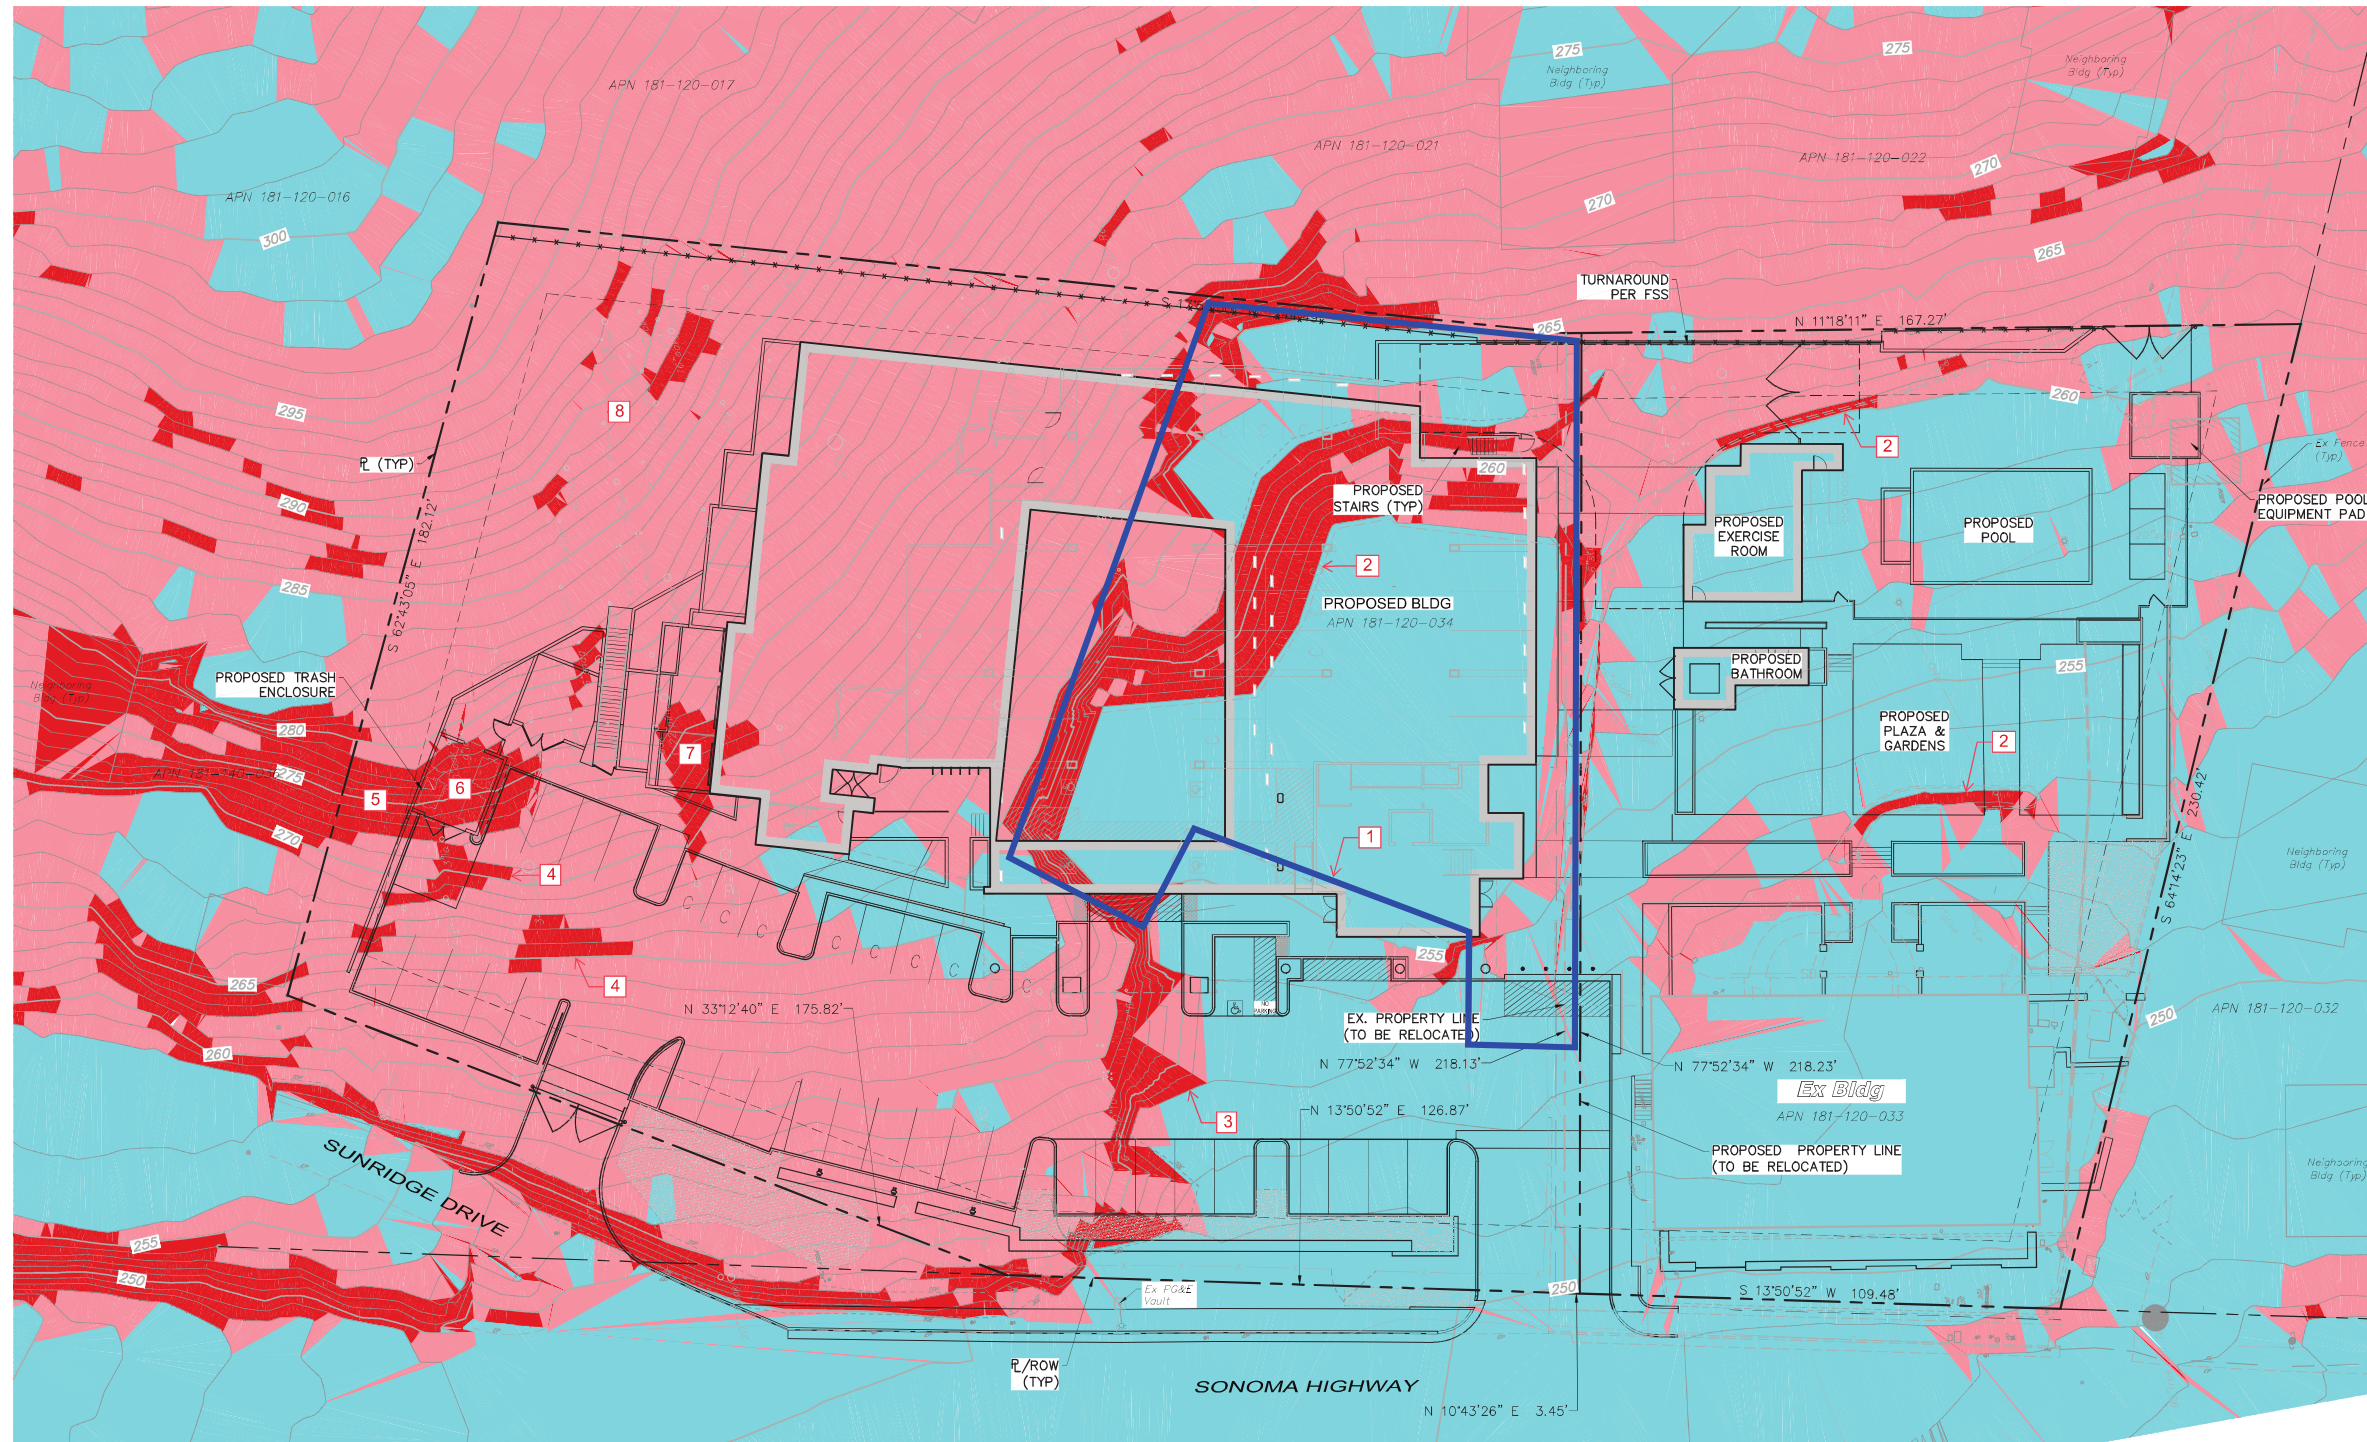 275
Neighboring
Bldg (Typ)
275
Neighboring
Bldg (Typ)
APN 181-120-017
APN 181-120-021
APN 181-120-022
270
270
APN 181-120-016
300
265
TURNAROUND
PER FSS
265
N 11°18'11" E 167.27'
295
8
℄ (TYP)
2
260
Ex Fence
(Typ)
260
PROPOSED
STAIRS (TYP)
290
PROPOSED POOL
EQUIPMENT PAD
PROPOSED
EXERCISE
ROOM
PROPOSED
POOL
S 62°43'05" E 182.12'
2
285
PROPOSED BLDG
APN 181-120-034
PROPOSED
BATHROOM
255
PROPOSED TRASH
ENCLOSURE
Neighboring
Bldg (Typ)
280
PROPOSED
PLAZA &
GARDENS
2
7
275
6
5
S 64°14'23" E 230.42'
270
1
Neighboring
Bldg (Typ)
4
255
265
4
NO
PARKING
N 33°12'40" E 175.82'
EX. PROPERTY LINE
(TO BE RELOCATED)
APN 181-120-032
250
260
N 77°52'34" W 218.13'
N 77°52'34" W 218.23'
Ex Bldg
APN 181-120-033
N 13°50'52" E 126.87'
3
SUNRIDGE DRIVE
PROPOSED PROPERTY LINE
(TO BE RELOCATED)
Neighboring
Bldg (Typ)
255
250
Ex PG&E
Vault
250
S 13°50'52" W 109.48'
PL/ROW
(TYP)
SONOMA HIGHWAY
N 10°43'26" E 3.45'